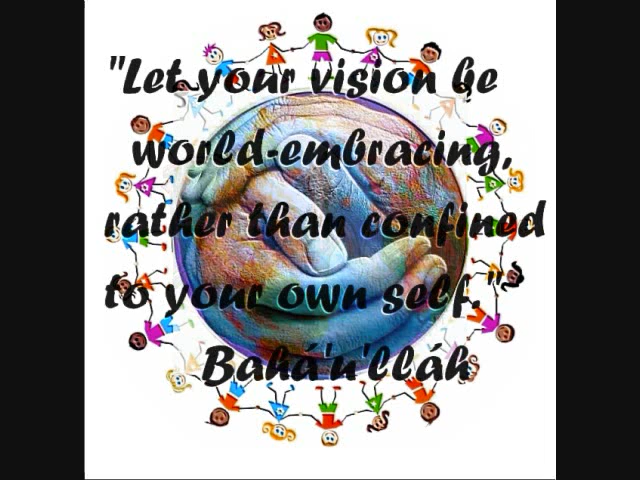 "Let your vision be
world-embracing,
rather than confined
to your own self."
Bahá'u'lláh